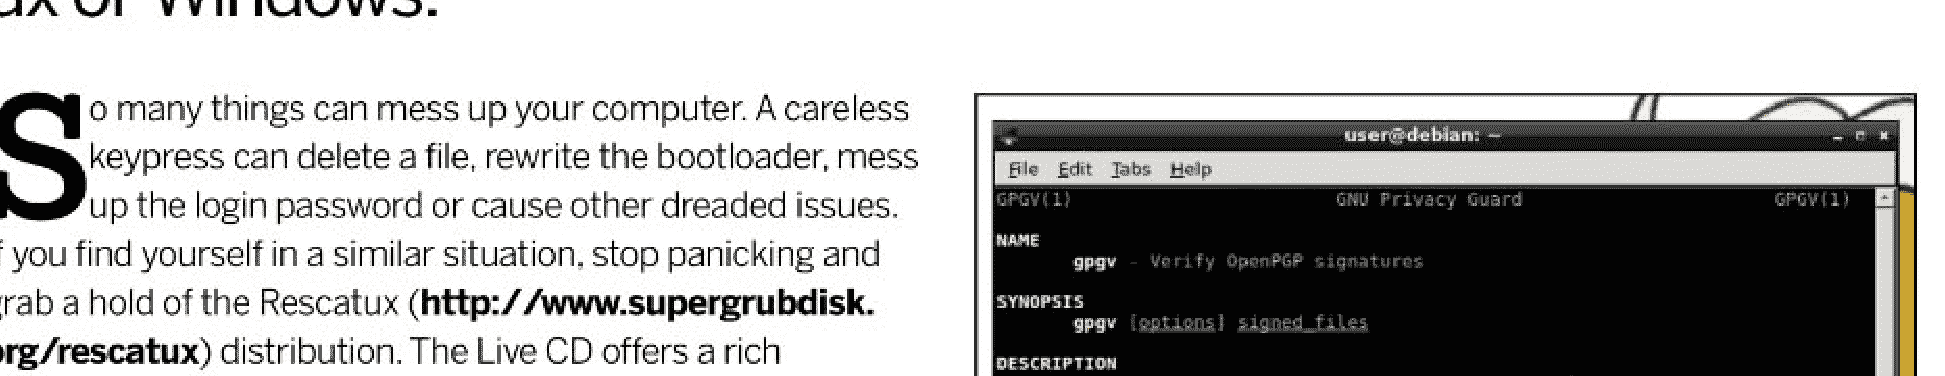 ux or Windows.
So many things can mess up your computer. A careless
keypress can delete a file, rewrite the bootloader, mess
up the login password or cause other dreaded issues.
f you find yourself in a similar situation, stop panicking and
grab a hold of the Rescatux (http://www.supergrubdisk.
org/rescatux) distribution. The Live CD offers a rich
user@debian: ~
File Edit Tabs Help
GPGV(1) GNU Privacy Guard GPGV(1)
NAME
gpgv - Verify OpenPGP signatures
SYNOPSIS
gpgv [options] signed_files
DESCRIPTION